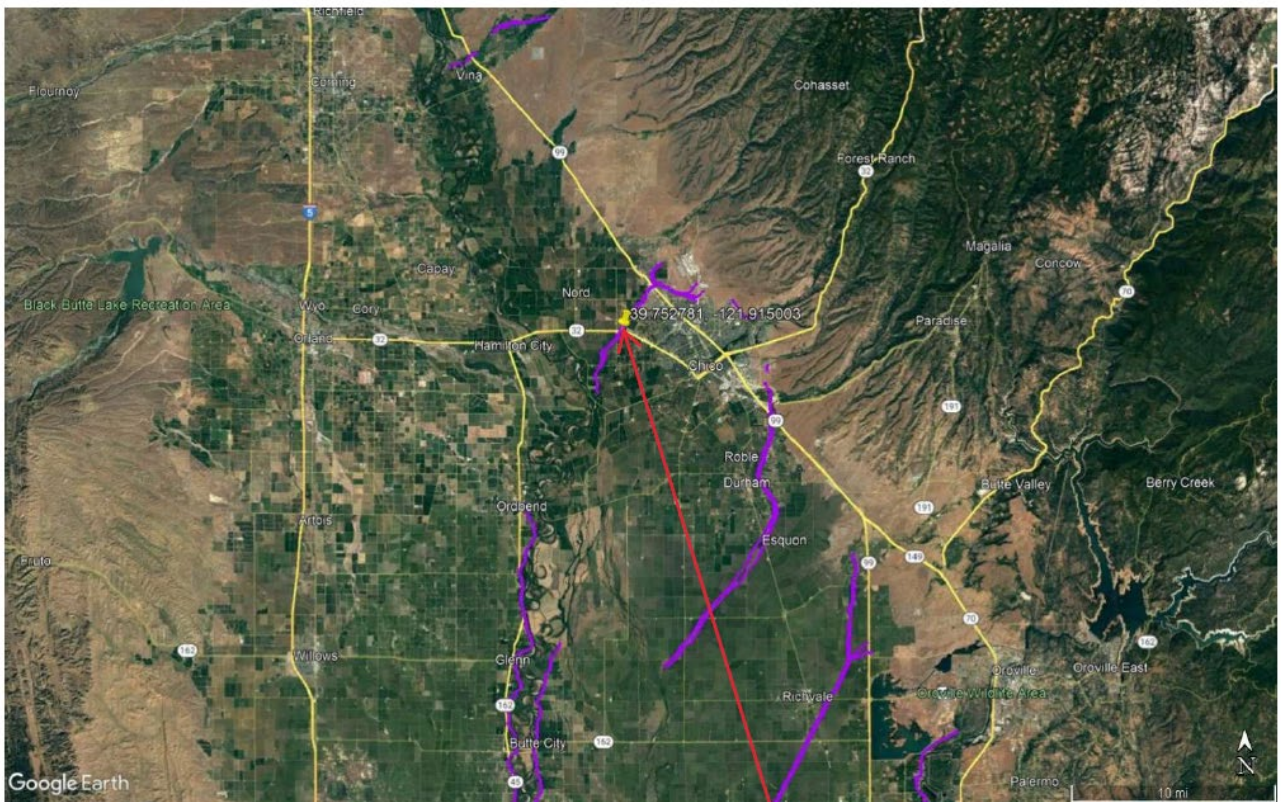 Richfield
Corning
Vina
Flournoy
Cohasset
99
Forest Ranch
32
5
Magalia
Concow
Capay
70
Nord
Black Butte Lake Recreation Area
Wyo
Cory
39.752781, -121.915003
Paradise
32
Orland
32
Hamilton City
Chico
191
99
Roble
Durham
Butte Valley
Berry Creek
Ordbend
191
Artois
Esquon
Fruto
99
149
70
162
162
Willows
Glenn
Oroville
Oroville East
Richvale
Oroville Wildlife Area
162
Butte City
162
45
Palermo
N
Google Earth
10 mi